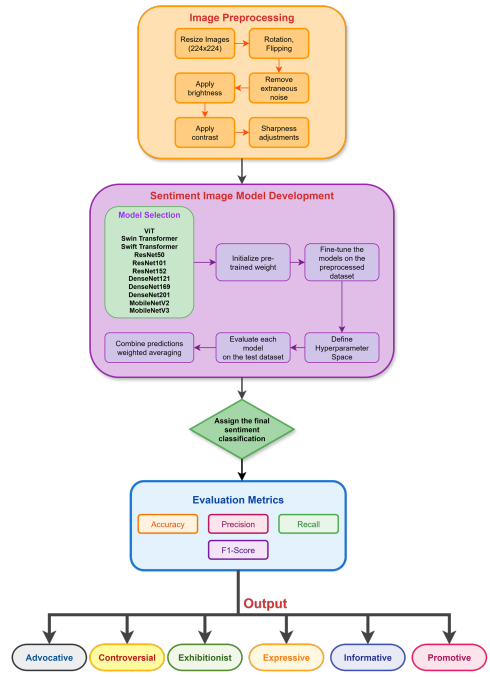 Image Preprocessing
Resize Images
(224x224)
Rotation,
Flipping
Apply
brightness
Remove
extraneous
noise
Apply
contrast
Sharpness
adjustments
Sentiment Image Model Development
Model Selection
ViT
Swin Transformer
Swift Transformer
ResNet50
ResNet101
ResNet152
DenseNet121
DenseNet169
DenseNet201
MobileNetV2
MobileNetV3
Initialize pre-
trained weight
Fine-tune the
models on the
preprocessed
dataset
Combine predictions
weighted averaging
Evaluate each
model
on the test dataset
Define
Hyperparameter
Space
Assign the final
sentiment
classification
Evaluation Metrics
Accuracy
Precision
Recall
F1-Score
Output
Advocative
Controversial
Exhibitionist
Expressive
Informative
Promotive